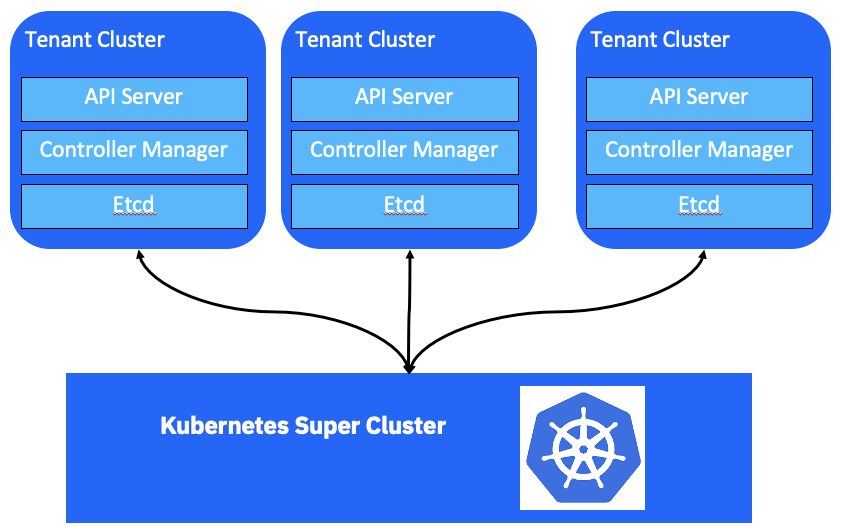 Tenant Cluster
API Server
Controller Manager
Etcd
Tenant Cluster
API Server
Controller Manager
Etcd
Tenant Cluster
API Server
Controller Manager
Etcd
Kubernetes Super Cluster